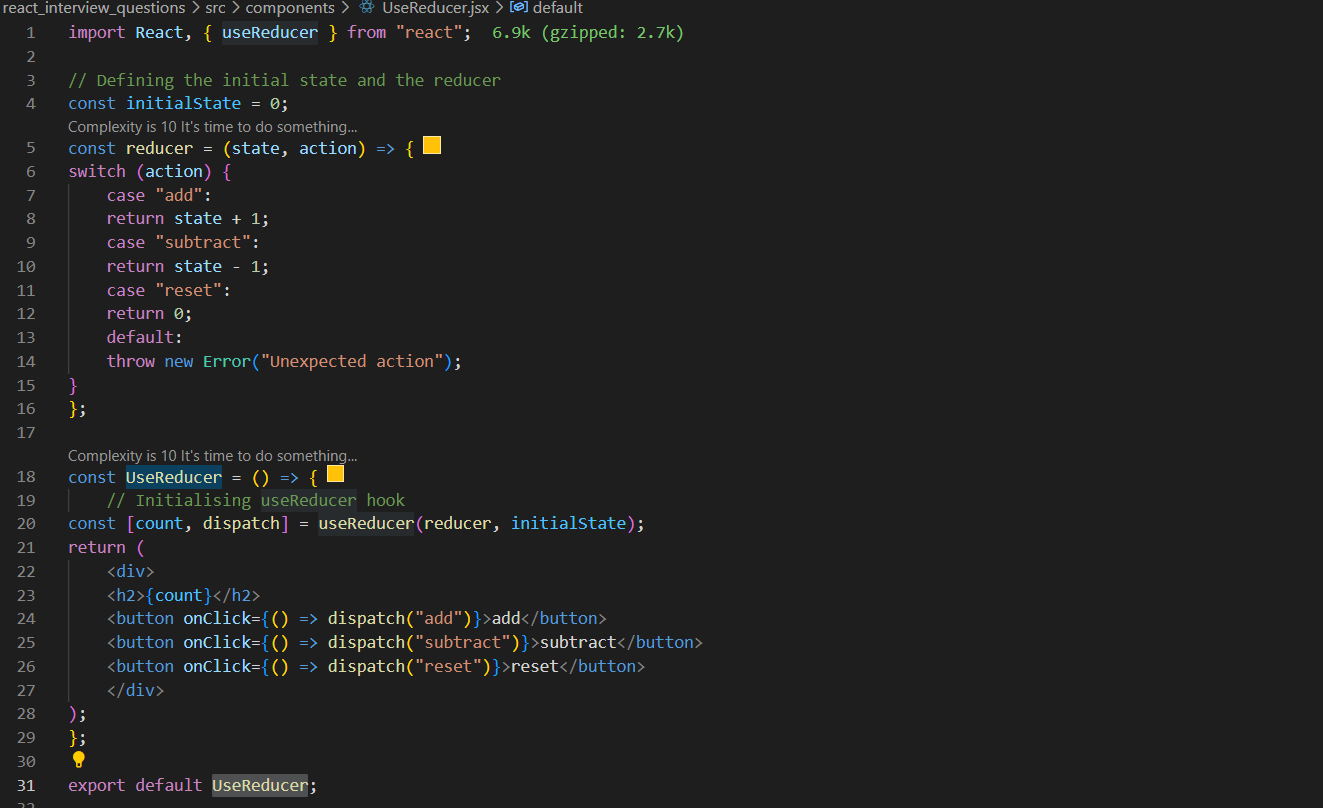 react_interview_questions > src > components > UseReducer.jsx > default
1 import React, { useReducer } from "react"; 6.9k (gzipped: 2.7k)
2
3 // Defining the initial state and the reducer
4 const initialState = 0;
Complexity is 10 It's time to do something...
5 const reducer = (state, action) => {
6 switch (action) {
7 case "add":
8 return state + 1;
9 case "subtract":
10 return state - 1;
11 case "reset":
12 return 0;
13 default:
14 throw new Error("Unexpected action");
15 }
16 };
17
Complexity is 10 It's time to do something...
18 const UseReducer = () => {
19 // Initialising useReducer hook
20 const [count, dispatch] = useReducer(reducer, initialState);
21 return (
22 <div>
23 <h2>{count}</h2>
24 <button onClick={() => dispatch("add")}>add</button>
25 <button onClick={() => dispatch("subtract")}>subtract</button>
26 <button onClick={() => dispatch("reset")}>reset</button>
27 </div>
28 );
29 };
30
31 export default UseReducer;